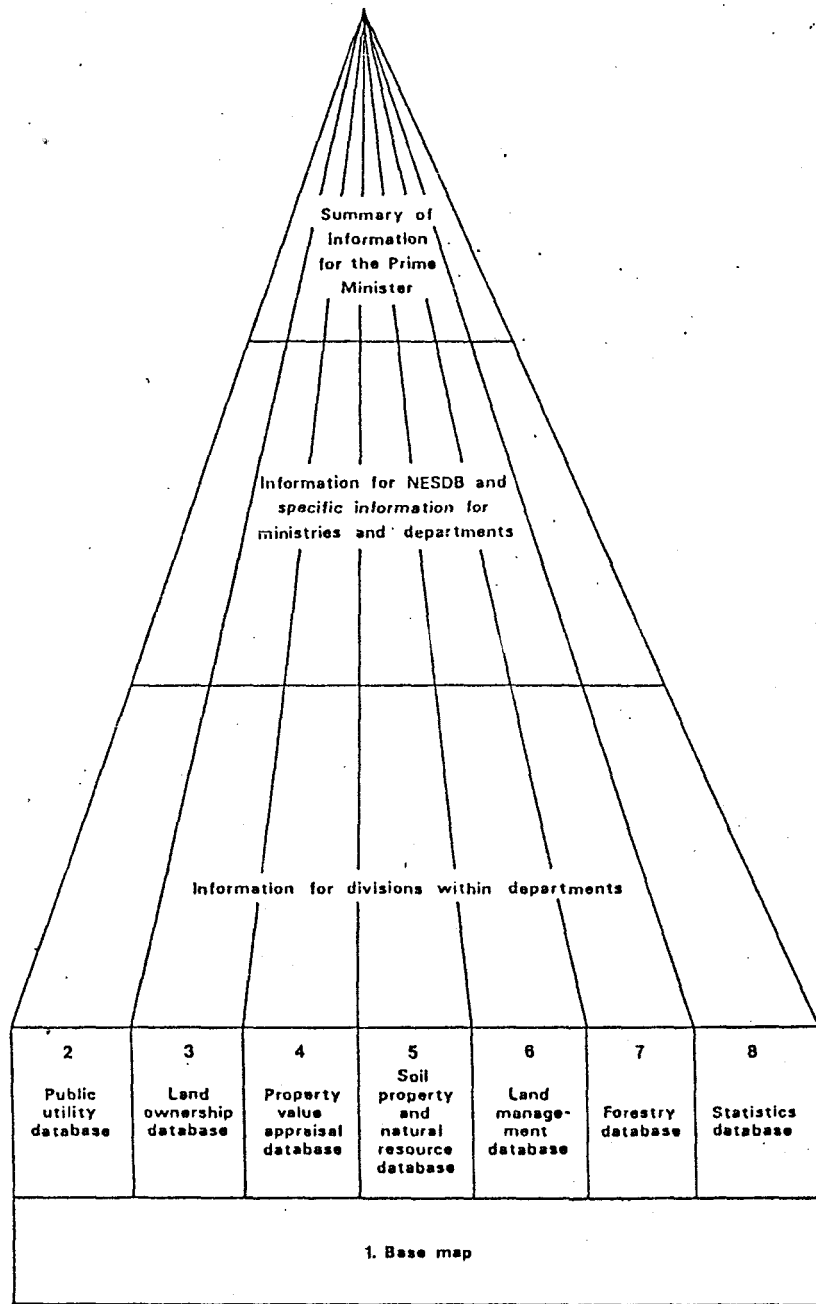 Summary of
Information
for the Prime
Minister
Information for NESDB and
specific information for
ministries and departments
Information for divisions within departments
2
Public
utility
database
3
Land
ownership
database
4
Property
value
appraisal
database
5
Soil
property
and
natural
resource
database
6
Land
manage-
ment
database
7
Forestry
database
8
Statistics
database
1. Base map